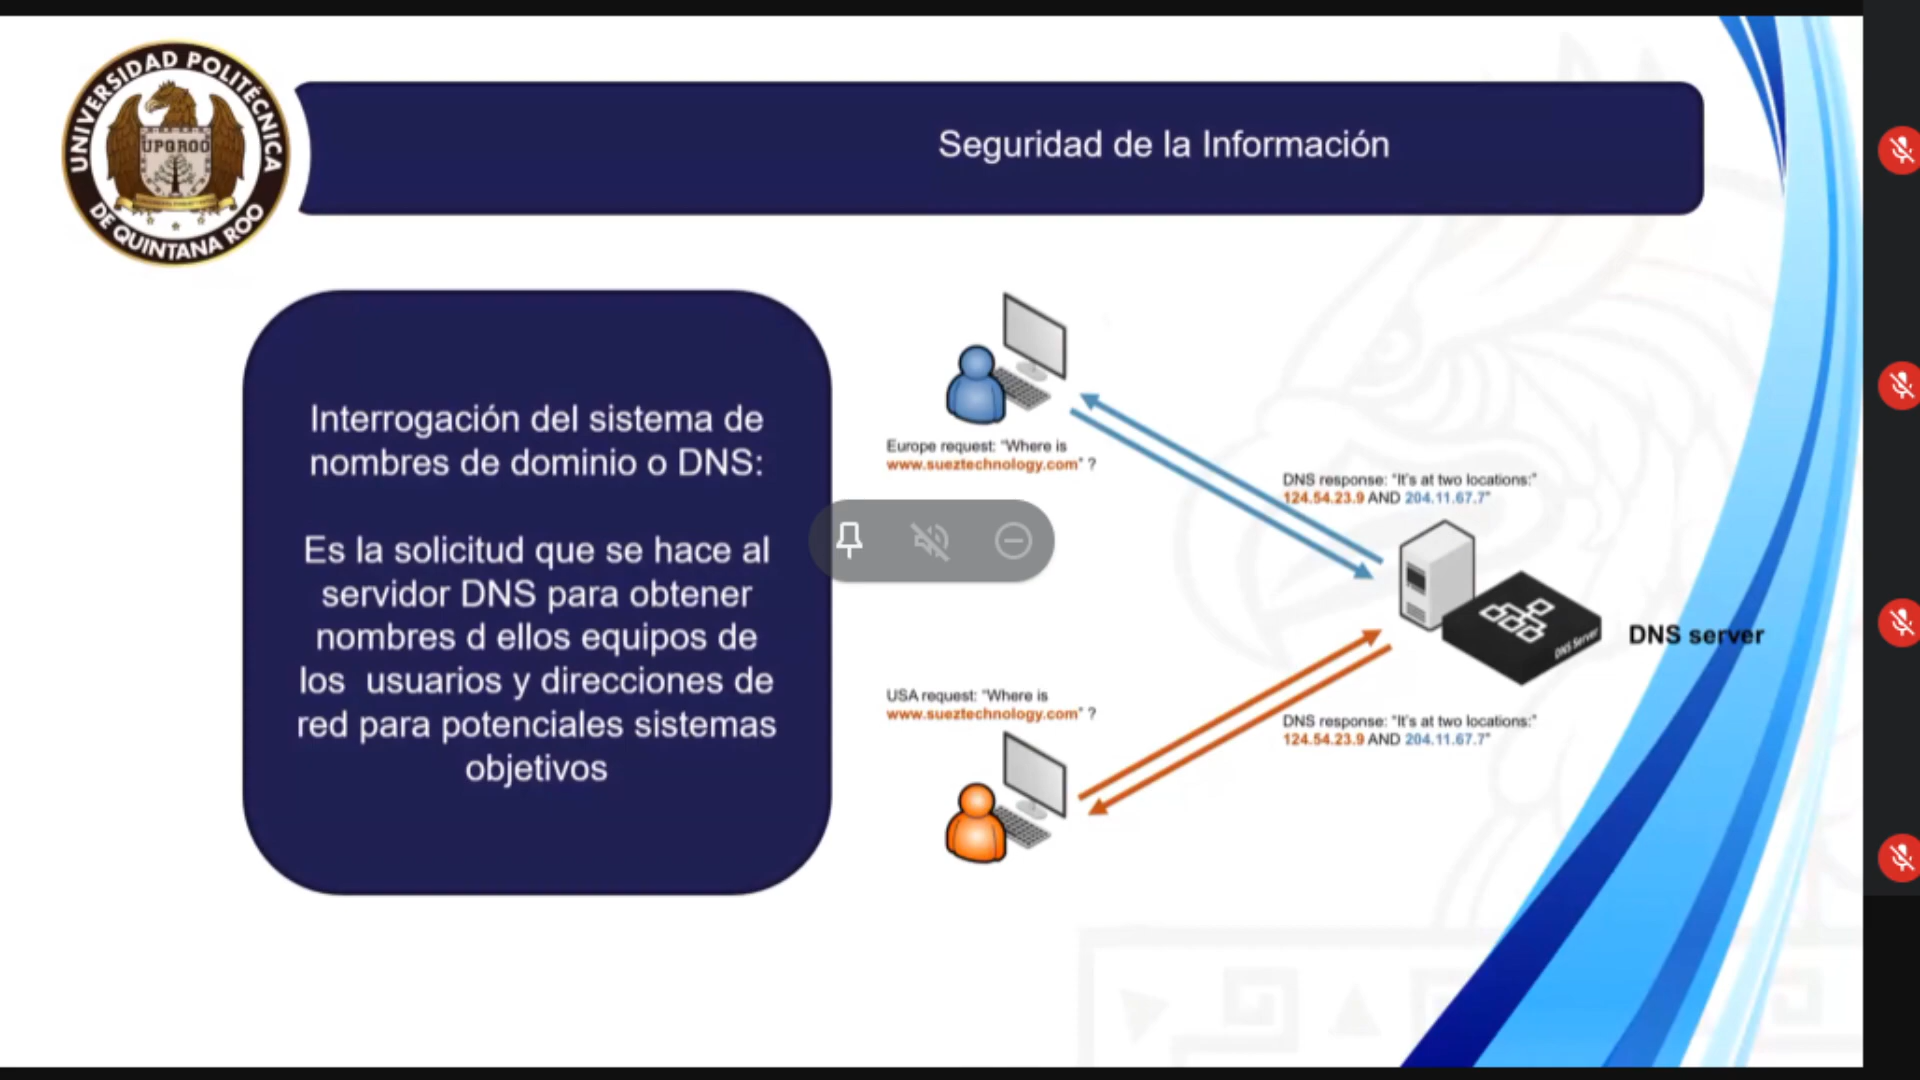 UNIVERSIDAD POLITÉCNICA
DE QUINTANA ROO
UPQROO
Seguridad de la Información
Interrogación del sistema de
nombres de dominio o DNS:
Es la solicitud que se hace al
servidor DNS para obtener
nombres d ellos equipos de
los usuarios y direcciones de
red para potenciales sistemas
objetivos
Europe request: "Where is
www.sueztechnology.com" ?
DNS response: "It's at two locations:"
124.54.23.9 AND 204.11.67.7"
DNS Server
DNS server
USA request: "Where is
www.sueztechnology.com" ?
DNS response: "It's at two locations:"
124.54.23.9 AND 204.11.67.7"